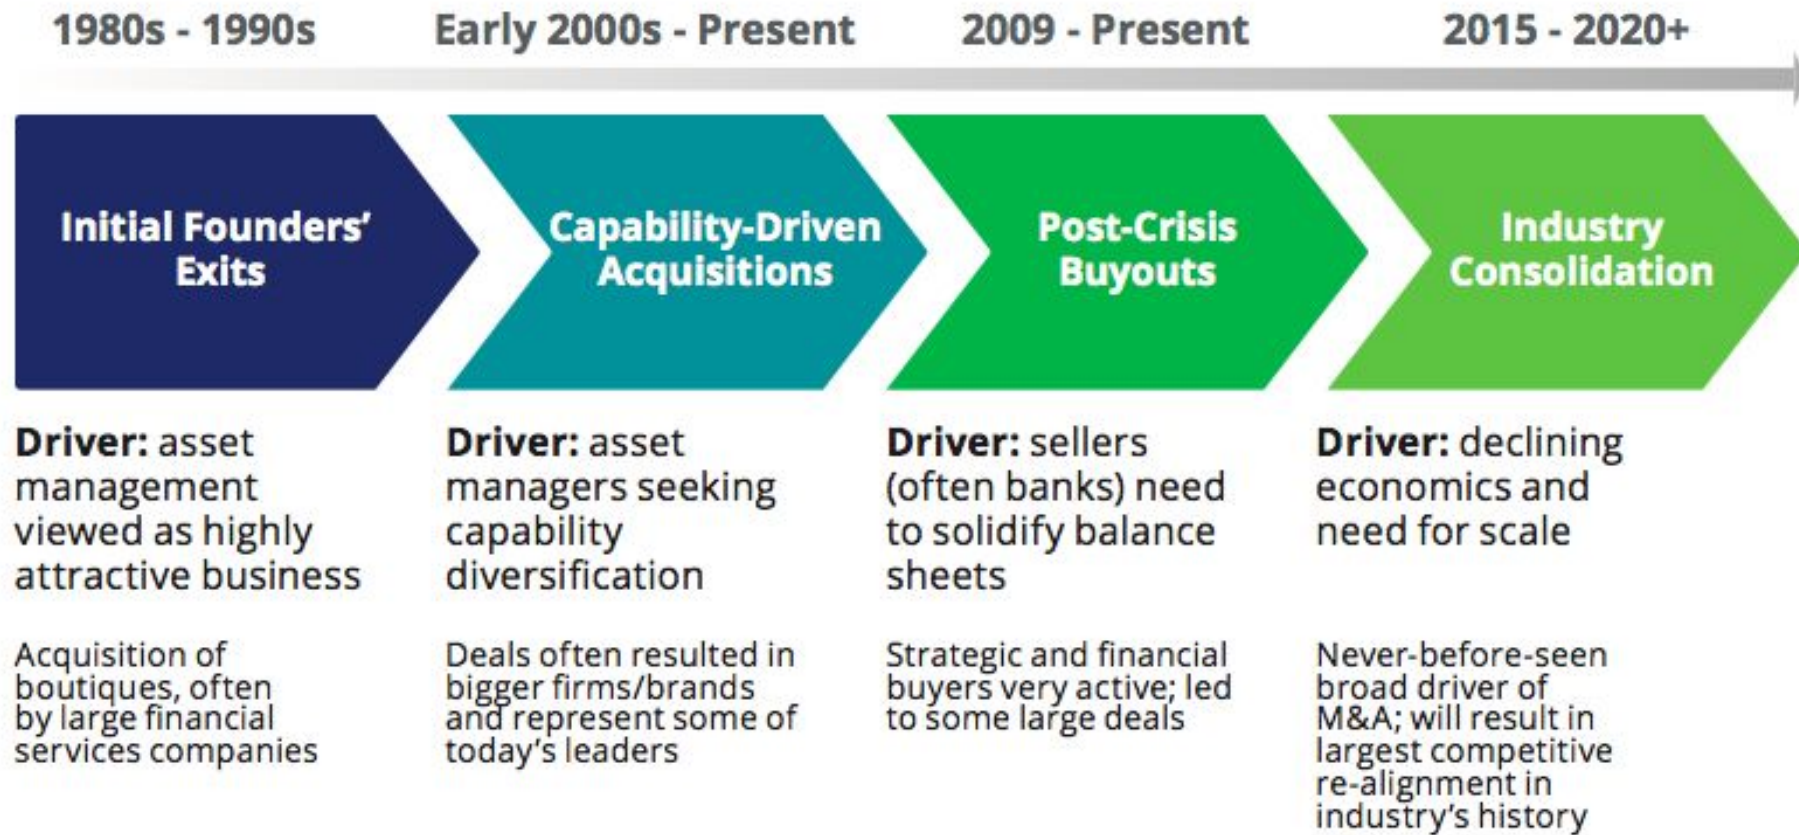 1980s - 1990s
Early 2000s - Present
2009 - Present
2015 - 2020+
Initial Founders’
Exits
Capability-Driven
Acquisitions
Post-Crisis
Buyouts
Industry
Consolidation
Driver: asset
management
viewed as highly
attractive business
Acquisition of
boutiques, often
by large financial
services companies
Driver: asset
managers seeking
capability
diversification
Deals often resulted in
bigger firms/brands
and represent some of
today’s leaders
Driver: sellers
(often banks) need
to solidify balance
sheets
Strategic and financial
buyers very active; led
to some large deals
Driver: declining
economics and
need for scale
Never-before-seen
broad driver of
M&A; will result in
largest competitive
re-alignment in
industry’s history